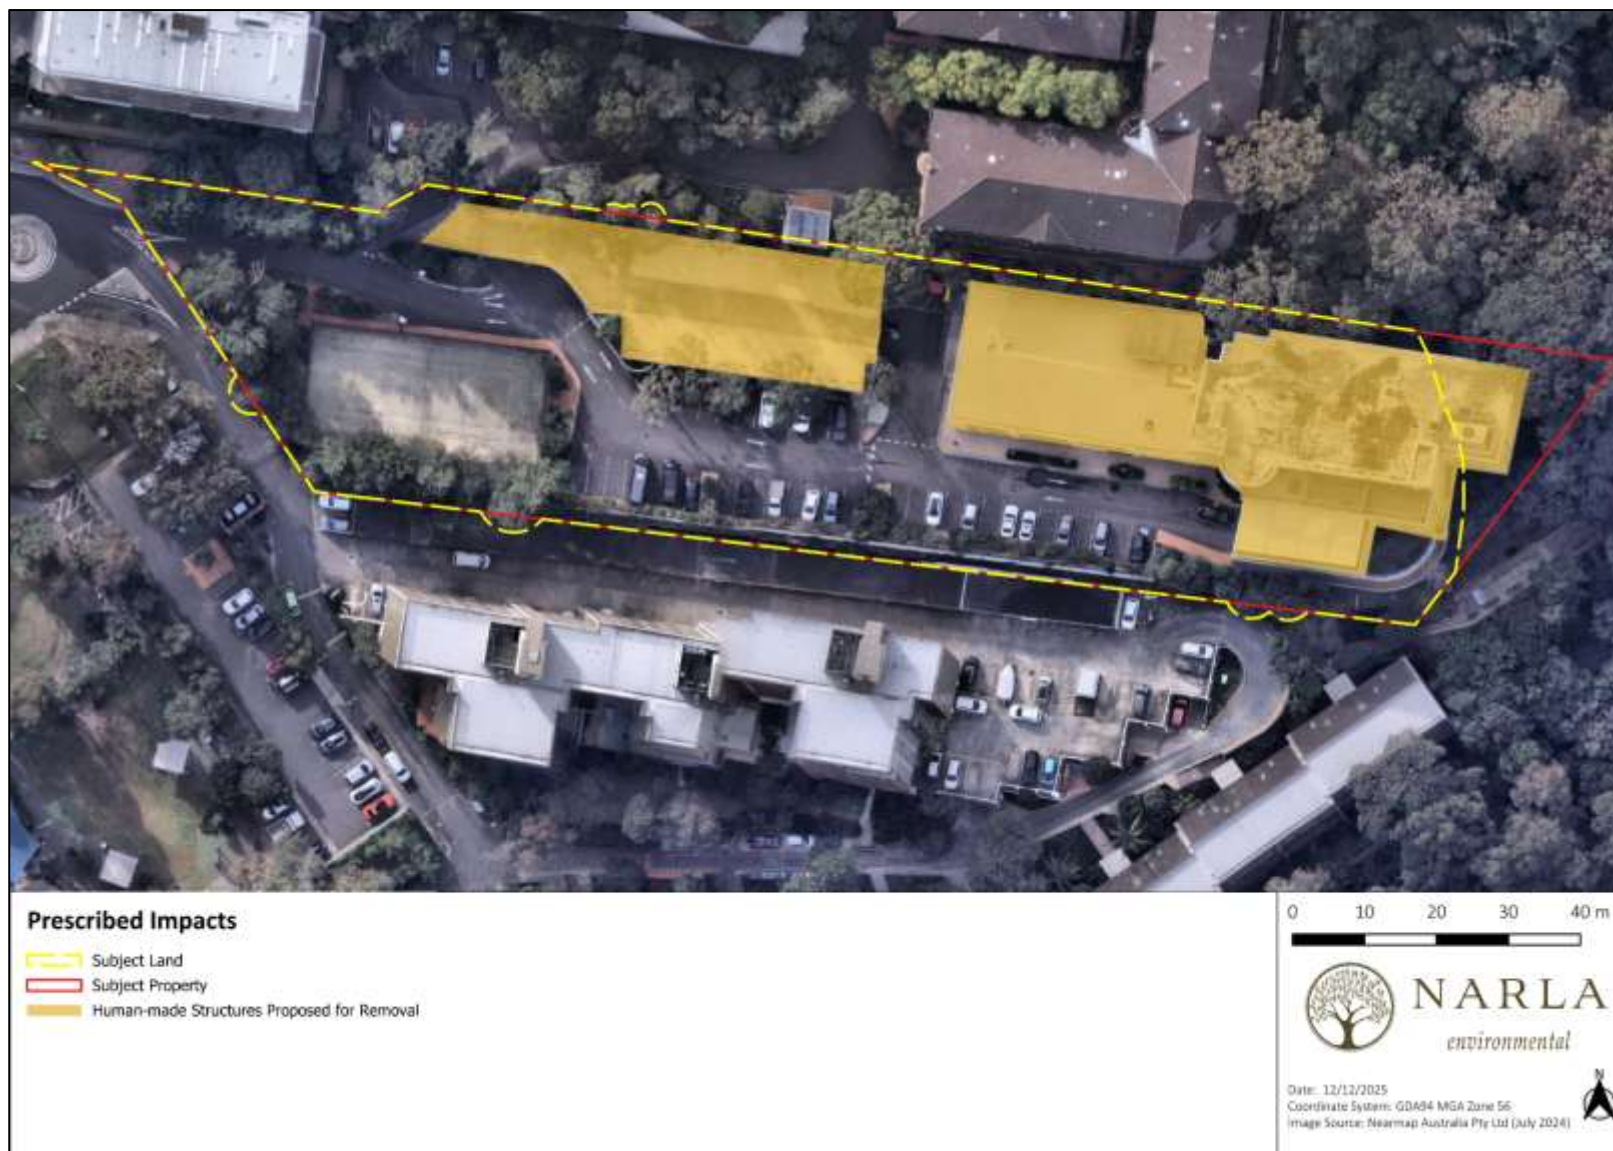 Prescribed Impacts
Subject Land
Subject Property
Human-made Structures Proposed for Removal
0 10 20 30 40 m
NARLA
environmental
N
Date: 12/12/2025
Coordinate System: GDA94 MGA Zone 56
Image Source: Nearmap Australia Pty Ltd (July 2024)